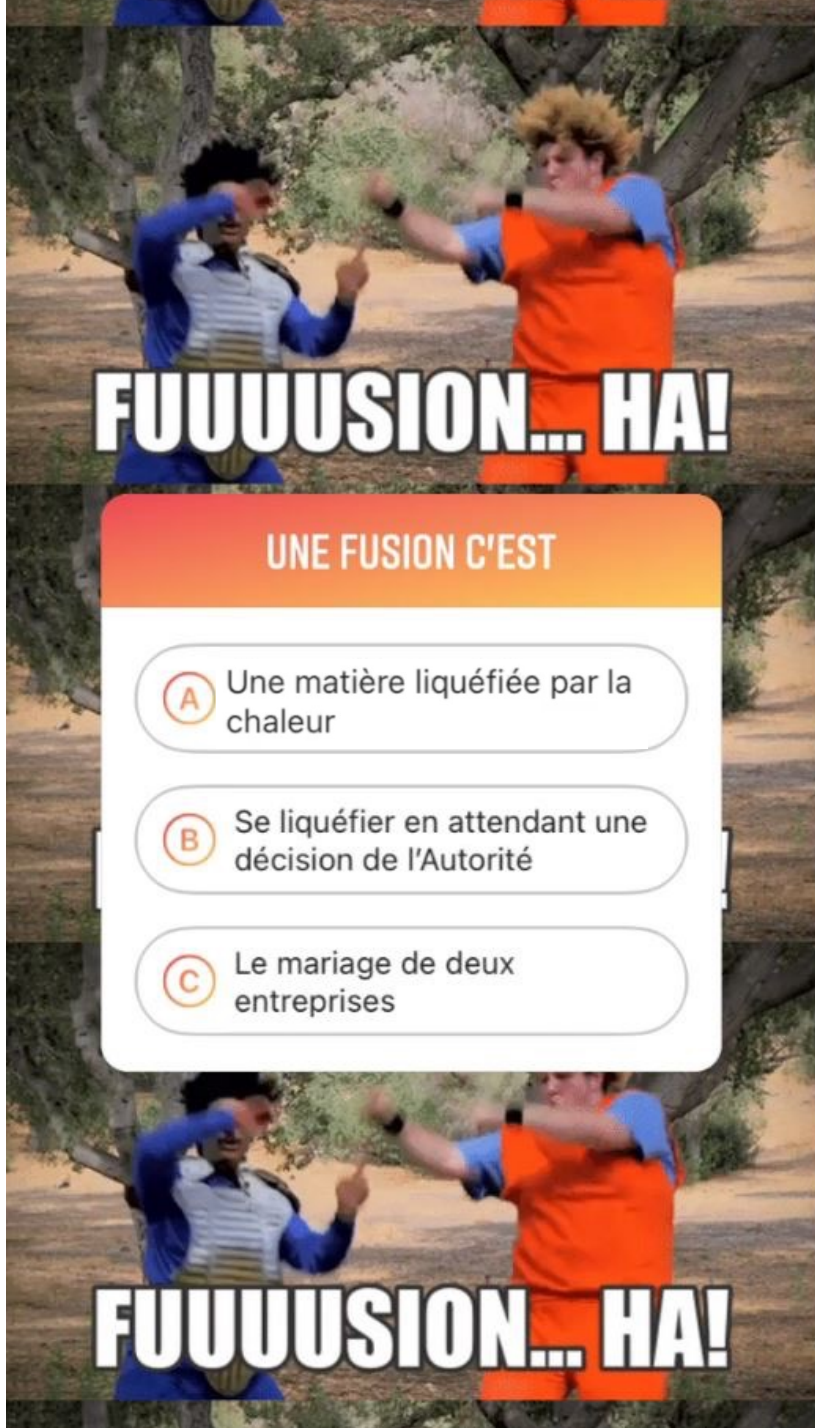 FUUUUSION... HA!
UNE FUSION C'EST
A Une matière liquéfiée par la
chaleur
B Se liquéfier en attendant une
décision de l'Autorité
C Le mariage de deux
entreprises
FUUUUSION... HA!